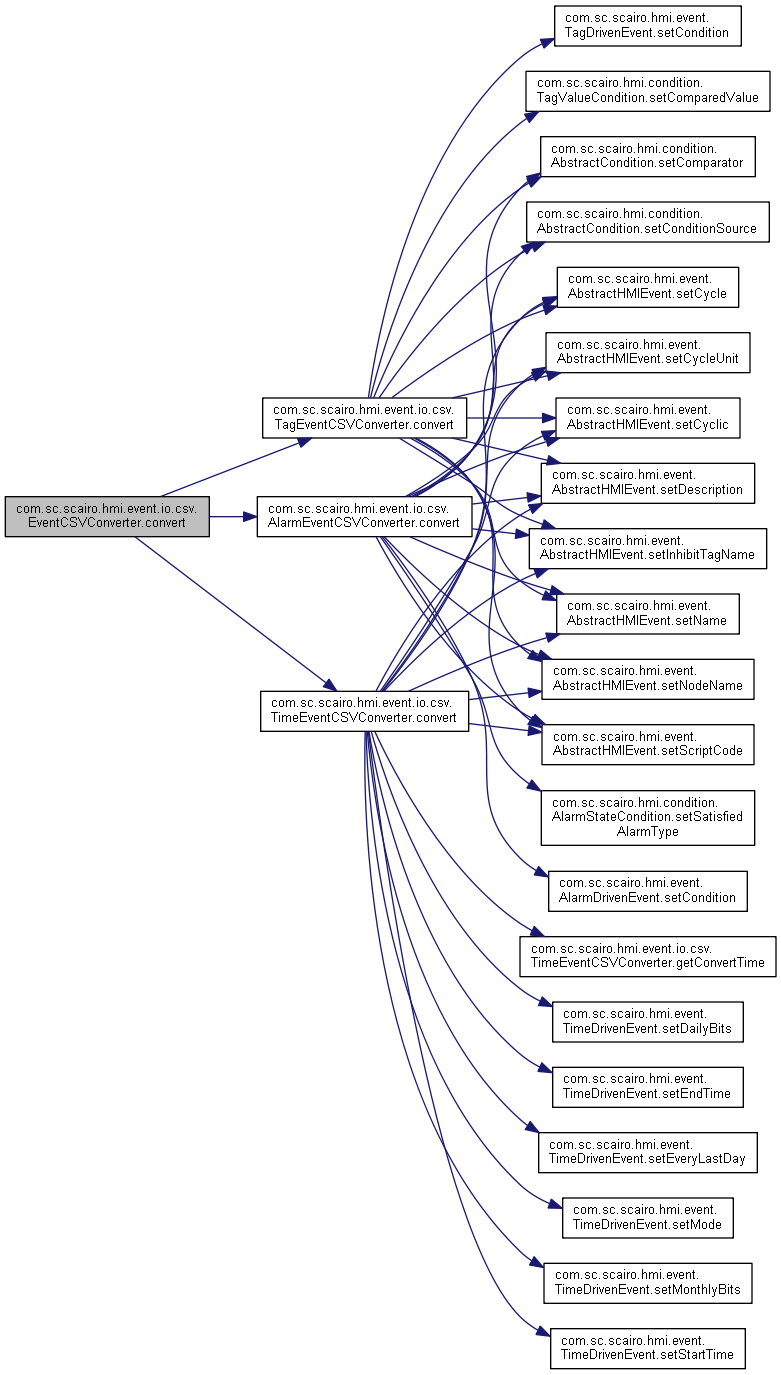 com.sc.scairo.hmi.event.
TagDrivenEvent.setCondition
com.sc.scairo.hmi.condition.
TagValueCondition.setComparedValue
com.sc.scairo.hmi.condition.
AbstractCondition.setComparator
com.sc.scairo.hmi.condition.
AbstractCondition.setConditionSource
com.sc.scairo.hmi.event.
AbstractHMIEvent.setCycle
com.sc.scairo.hmi.event.
AbstractHMIEvent.setCycleUnit
com.sc.scairo.hmi.event.io.csv.
TagEventCSVConverter.convert
com.sc.scairo.hmi.event.
AbstractHMIEvent.setCyclic
com.sc.scairo.hmi.event.
AbstractHMIEvent.setDescription
com.sc.scairo.hmi.event.io.csv.
EventCSVConverter.convert
com.sc.scairo.hmi.event.io.csv.
AlarmEventCSVConverter.convert
com.sc.scairo.hmi.event.
AbstractHMIEvent.setInhibitTagName
com.sc.scairo.hmi.event.
AbstractHMIEvent.setName
com.sc.scairo.hmi.event.
AbstractHMIEvent.setNodeName
com.sc.scairo.hmi.event.io.csv.
TimeEventCSVConverter.convert
com.sc.scairo.hmi.event.
AbstractHMIEvent.setScriptCode
com.sc.scairo.hmi.condition.
AlarmStateCondition.setSatisfied
AlarmType
com.sc.scairo.hmi.event.
AlarmDrivenEvent.setCondition
com.sc.scairo.hmi.event.io.csv.
TimeEventCSVConverter.getConvertTime
com.sc.scairo.hmi.event.
TimeDrivenEvent.setDailyBits
com.sc.scairo.hmi.event.
TimeDrivenEvent.setEndTime
com.sc.scairo.hmi.event.
TimeDrivenEvent.setEveryLastDay
com.sc.scairo.hmi.event.
TimeDrivenEvent.setMode
com.sc.scairo.hmi.event.
TimeDrivenEvent.setMonthlyBits
com.sc.scairo.hmi.event.
TimeDrivenEvent.setStartTime